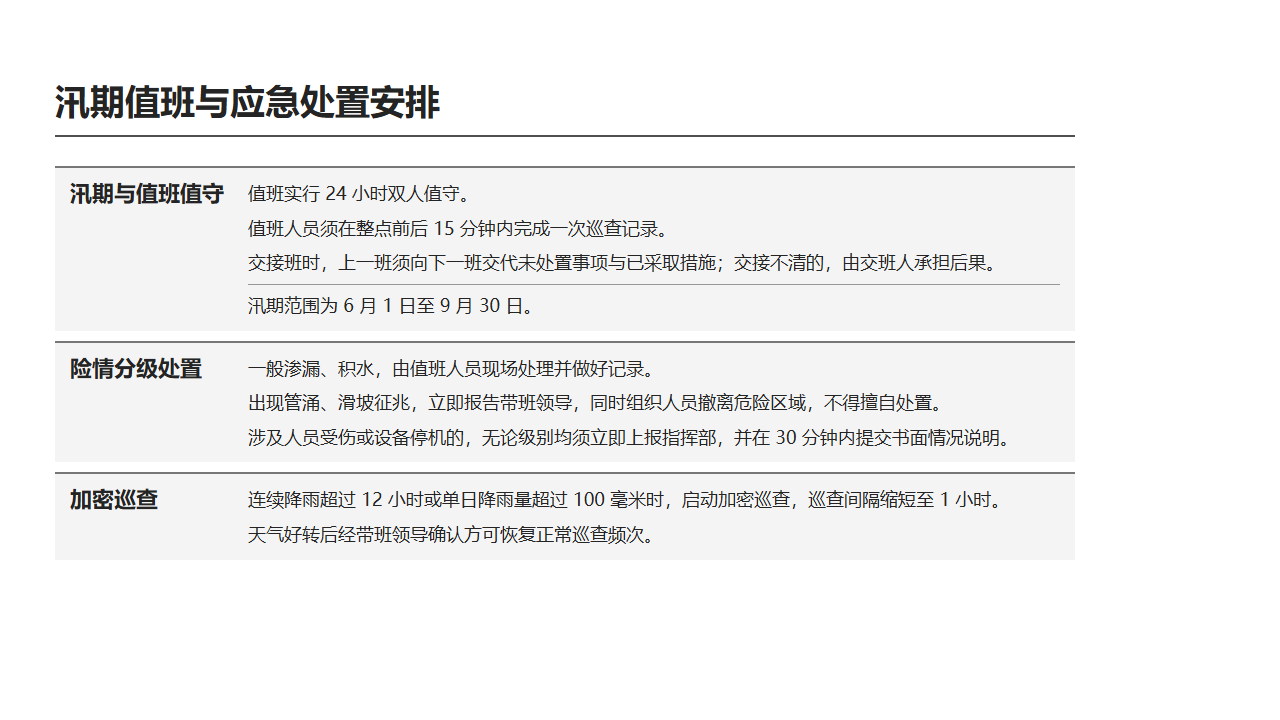 汛期值班与应急处置安排
汛期与值班值守
值班实行 24 小时双人值守。
值班人员须在整点前后 15 分钟内完成一次巡查记录。
交接班时，上一班须向下一班交代未处置事项与已采取措施；交接不清的，由交班人承担后果。
汛期范围为 6 月 1 日至 9 月 30 日。
险情分级处置
一般渗漏、积水，由值班人员现场处理并做好记录。
出现管涌、滑坡征兆，立即报告带班领导，同时组织人员撤离危险区域，不得擅自处置。
涉及人员受伤或设备停机的，无论级别均须立即上报指挥部，并在 30 分钟内提交书面情况说明。
加密巡查
连续降雨超过 12 小时或单日降雨量超过 100 毫米时，启动加密巡查，巡查间隔缩短至 1 小时。
天气好转后经带班领导确认方可恢复正常巡查频次。